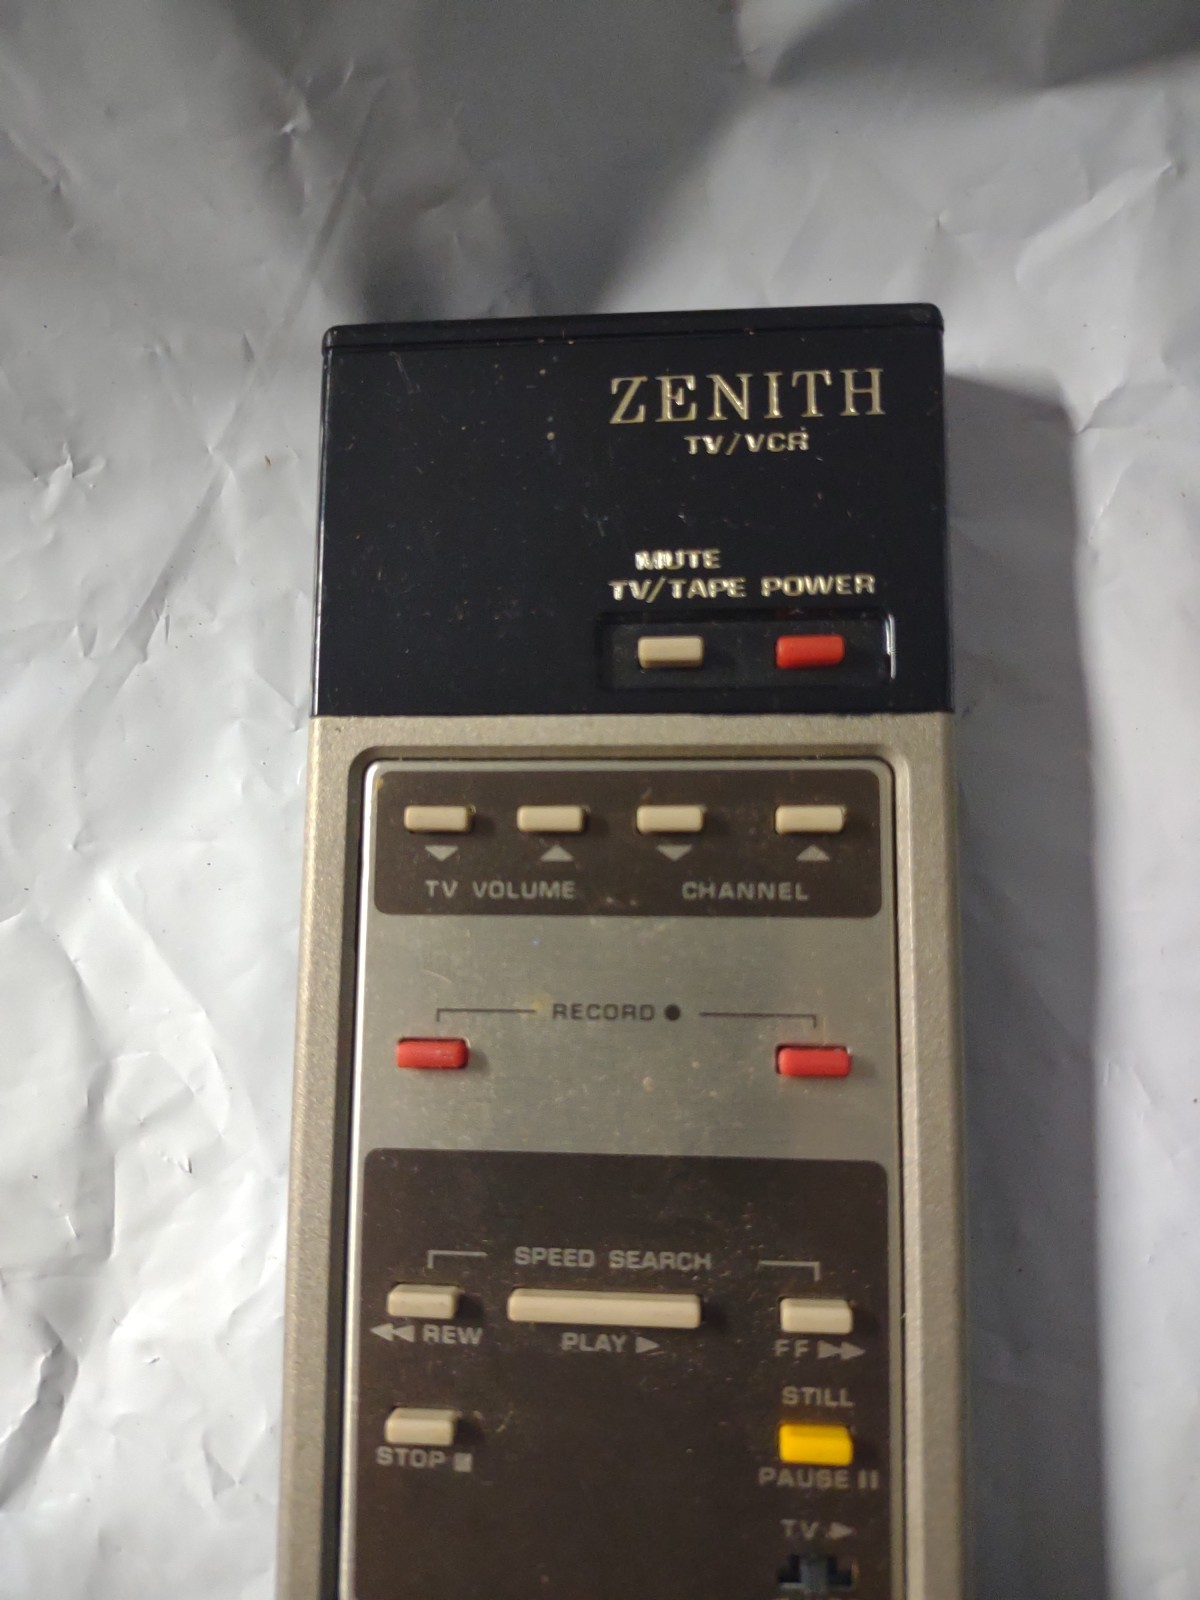 ZENITH
TV/VCR
MUTE
TV/TAPE POWER
TV VOLUME CHANNEL
RECORD ●
SPEED SEARCH
◀◀ REW PLAY ▶ FF ▶▶
STILL
STOP ■ PAUSE II
TV ▶